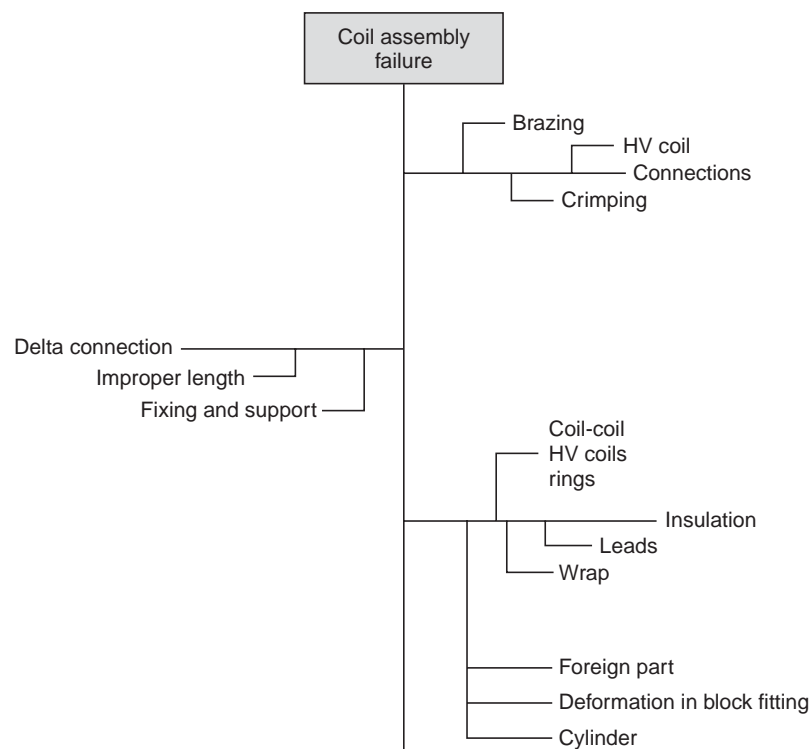 Coil assembly
failure
Brazing
HV coil
Connections
Crimping
Delta connection
Improper length
Fixing and support
Coil-coil
HV coils
rings
Insulation
Leads
Wrap
Foreign part
Deformation in block fitting
Cylinder